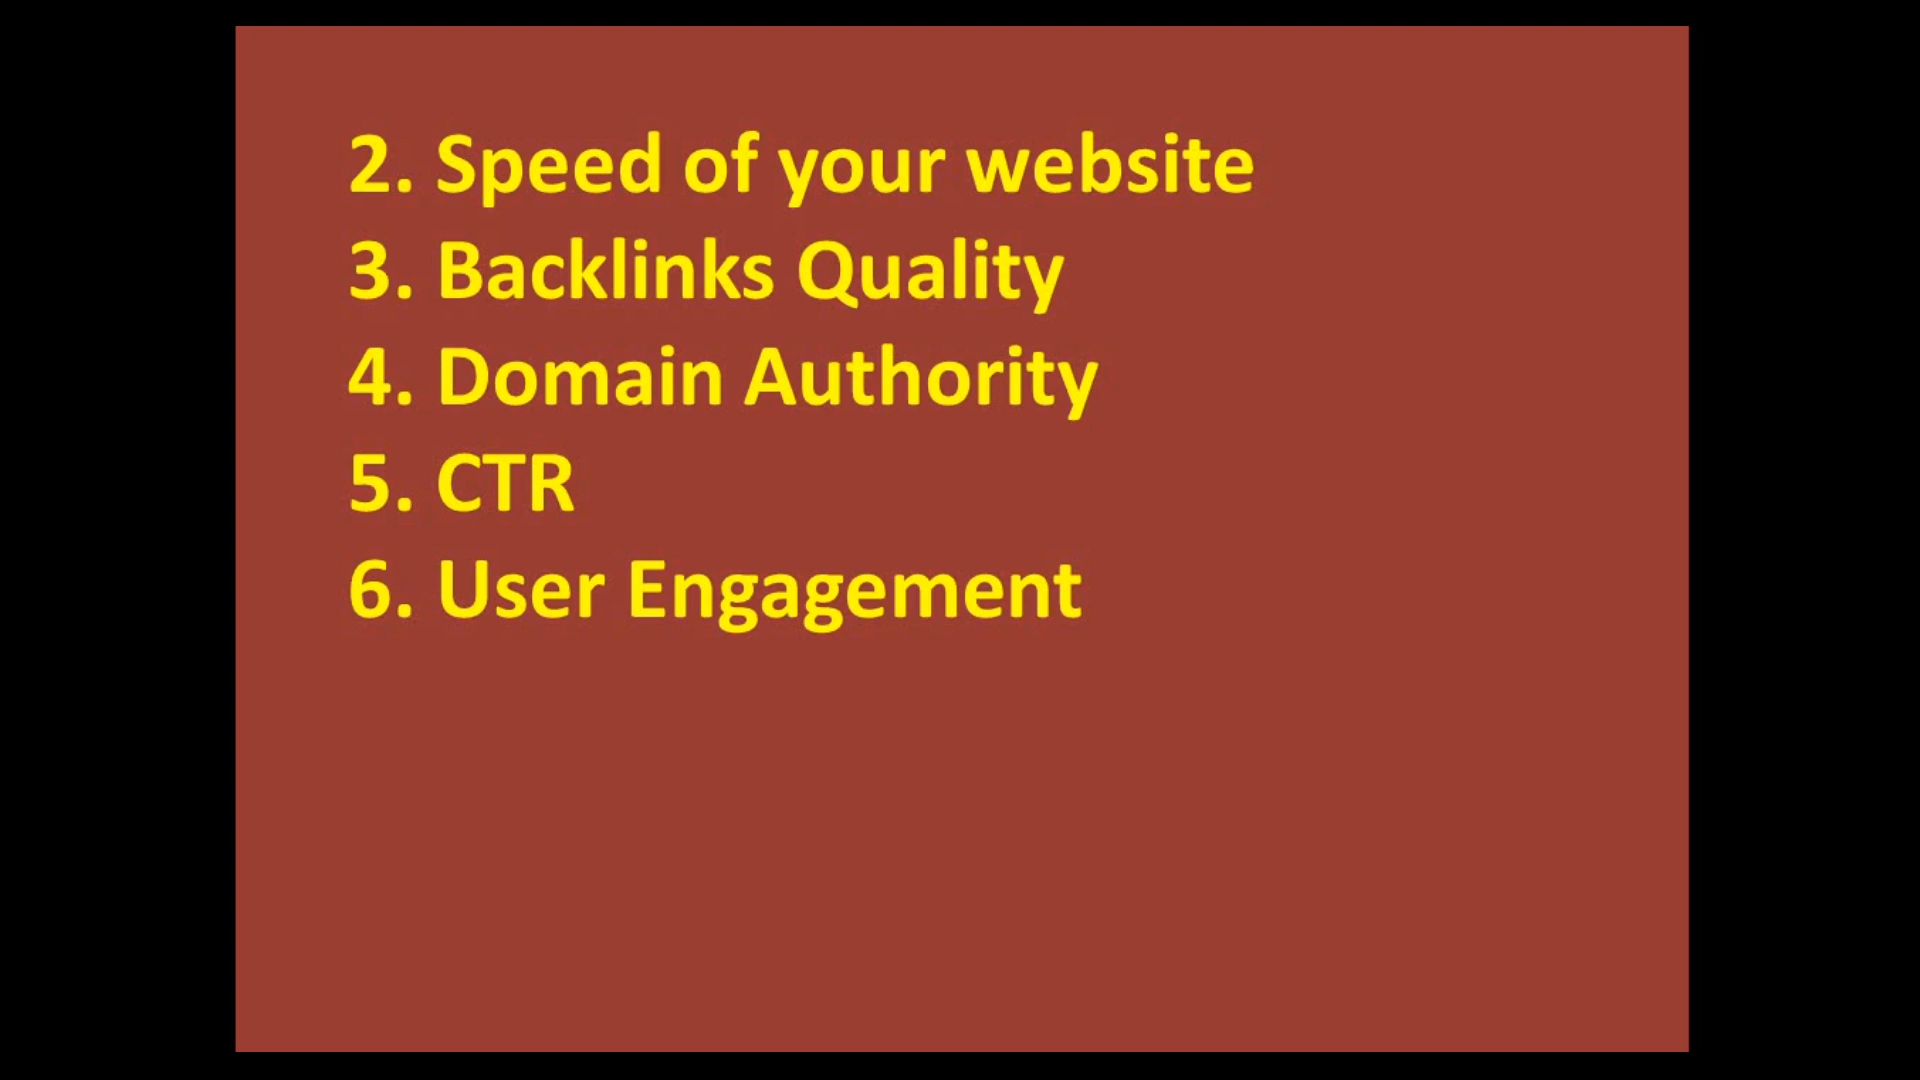 2. Speed of your website
3. Backlinks Quality
4. Domain Authority
5. CTR
6. User Engagement